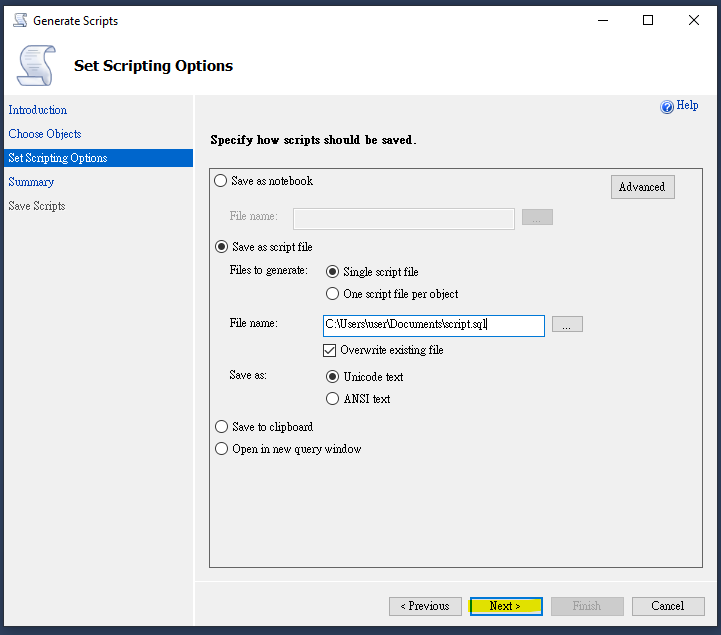 Generate Scripts
Set Scripting Options
Introduction
Choose Objects
Set Scripting Options
Summary
Save Scripts
Help
Specify how scripts should be saved.
Save as notebook
Advanced
File name:
...
Save as script file
Files to generate:
Single script file
One script file per object
File name:
C:\Users\user\Documents\script.sql
...
Overwrite existing file
Save as:
Unicode text
ANSI text
Save to clipboard
Open in new query window
< Previous
Next >
Finish
Cancel